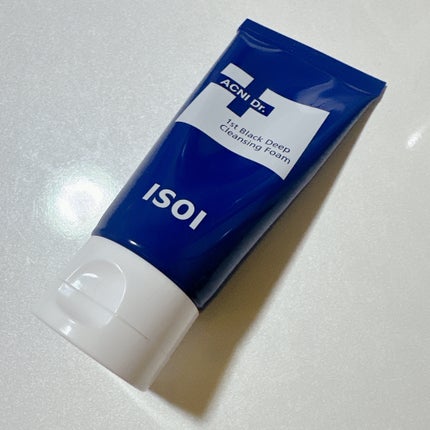 ACNI Dr.
1st Black Deep
Cleansing Foam
ISOI